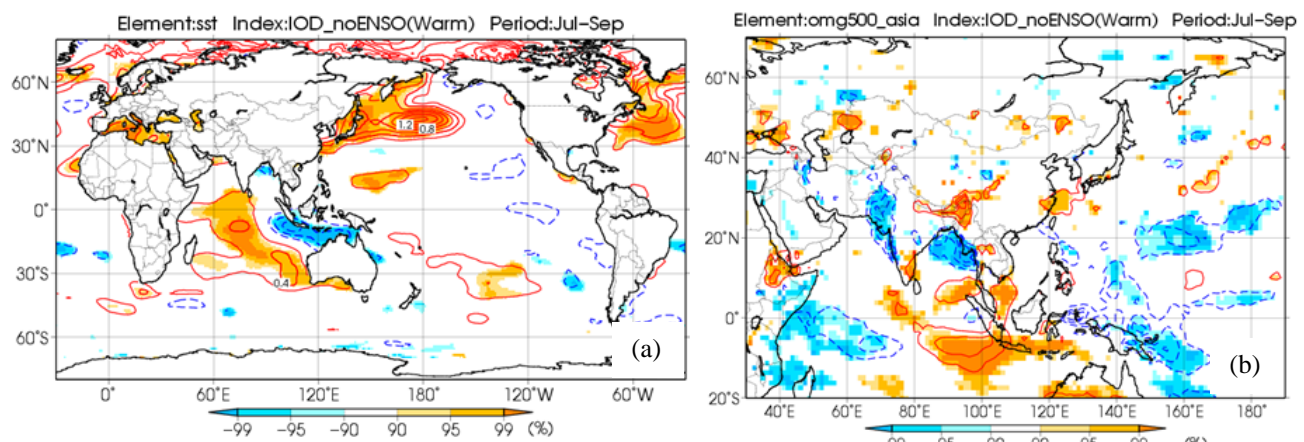 Element:sst Index:IOD_noENSO(Warm) Period:Jul-Sep
60°N
30°N
0°
30°S
60°S
1.2 0.8
0.4
(a)
0° 60°E 120°E 180° 120°W 60°W
-99 -95 -90 90 95 99 (%)
Element:omg500_asia Index:IOD_noENSO(Warm) Period:Jul-Sep
60°N
40°N
20°N
0°
20°S
(b)
40°E 60°E 80°E 100°E 120°E 140°E 160°E 180°